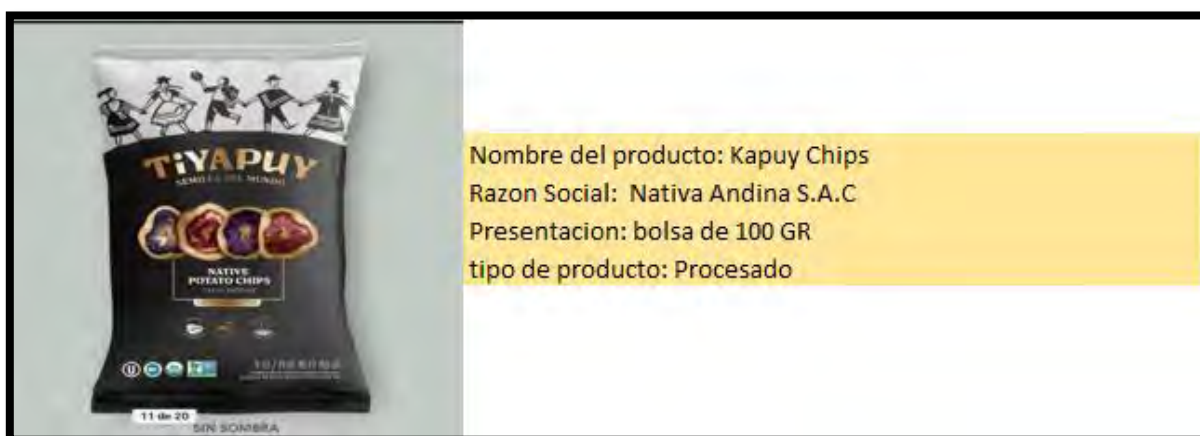 TiYAPUY
SEMILLA DEL MUNDO
NATIVE
POTATO CHIPS
11 de 20
SIN SOMBRA
Nombre del producto: Kapuy Chips
Razon Social:  Nativa Andina S.A.C
Presentacion: bolsa de 100 GR
tipo de producto: Procesado